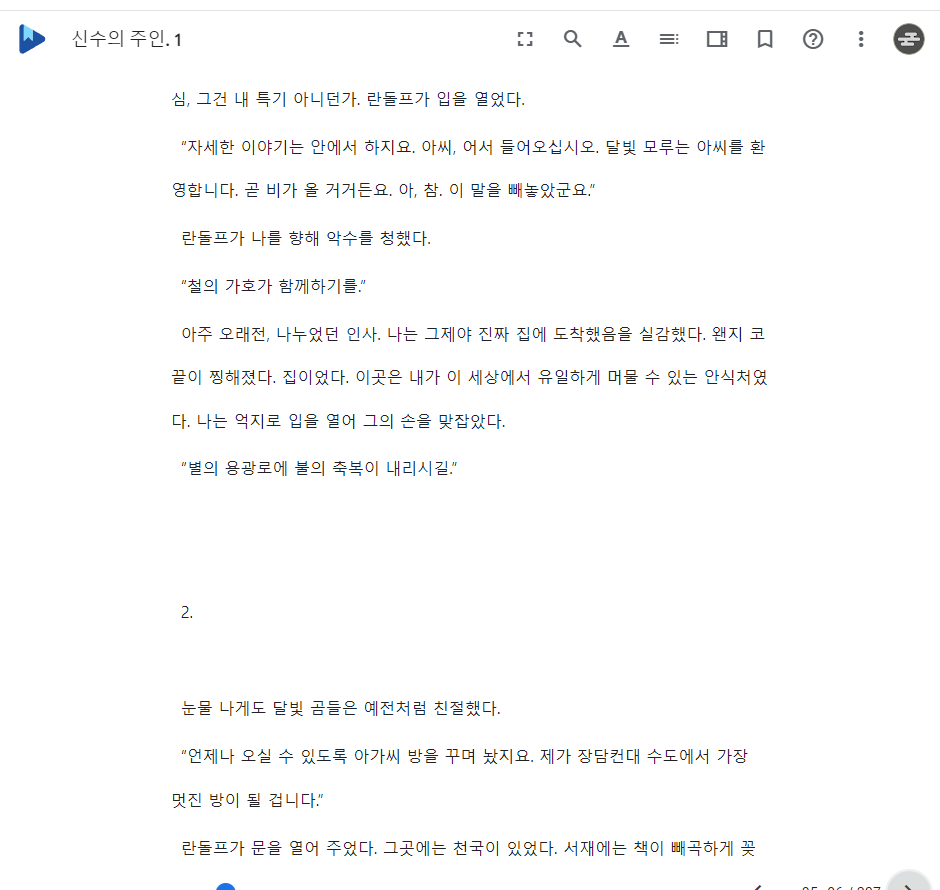 신수의 주인. 1
심, 그건 내 특기 아니던가. 란돌프가 입을 열었다.
"자세한 이야기는 안에서 하지요. 아씨, 어서 들어오십시오. 달빛 모루는 아씨를 환
영합니다. 곧 비가 올 거거든요. 아, 참. 이 말을 빼놓았군요."
란돌프가 나를 향해 악수를 청했다.
"철의 가호가 함께하기를."
아주 오래전, 나누었던 인사. 나는 그제야 진짜 집에 도착했음을 실감했다. 왠지 코
끝이 찡해졌다. 집이었다. 이곳은 내가 이 세상에서 유일하게 머물 수 있는 안식처였
다. 나는 억지로 입을 열어 그의 손을 맞잡았다.
"별의 용광로에 불의 축복이 내리시길."
2.
눈물 나게도 달빛 곰들은 예전처럼 친절했다.
"언제나 오실 수 있도록 아가씨 방을 꾸며 놨지요. 제가 장담컨대 수도에서 가장
멋진 방이 될 겁니다."
란돌프가 문을 열어 주었다. 그곳에는 천국이 있었다. 서재에는 책이 빼곡하게 꽂